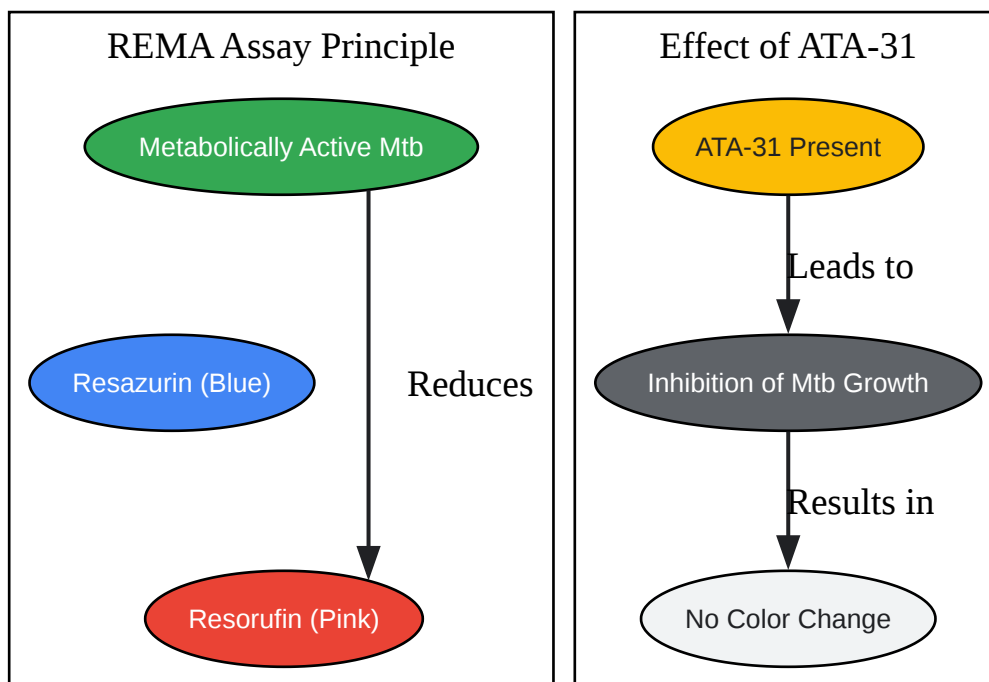 REMA Assay Principle
Metabolically Active Mtb
Resazurin (Blue)
Reduces
Resorufin (Pink)
Effect of ATA-31
ATA-31 Present
Leads to
Inhibition of Mtb Growth
Results in
No Color Change